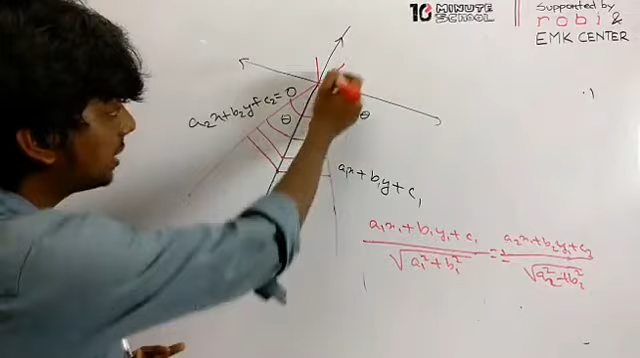 10 MINUTE SCHOOL
Supported by
robi &
EMK CENTER
a₂x+b₂y+c₂=0
θ
θ
a₁x+b₁y+c₁
a₁x₁+b₁y₁+c₁ / √a₁²+b₁² = a₂x₁+b₂y₁+c₂ / √a₂²+b₂²